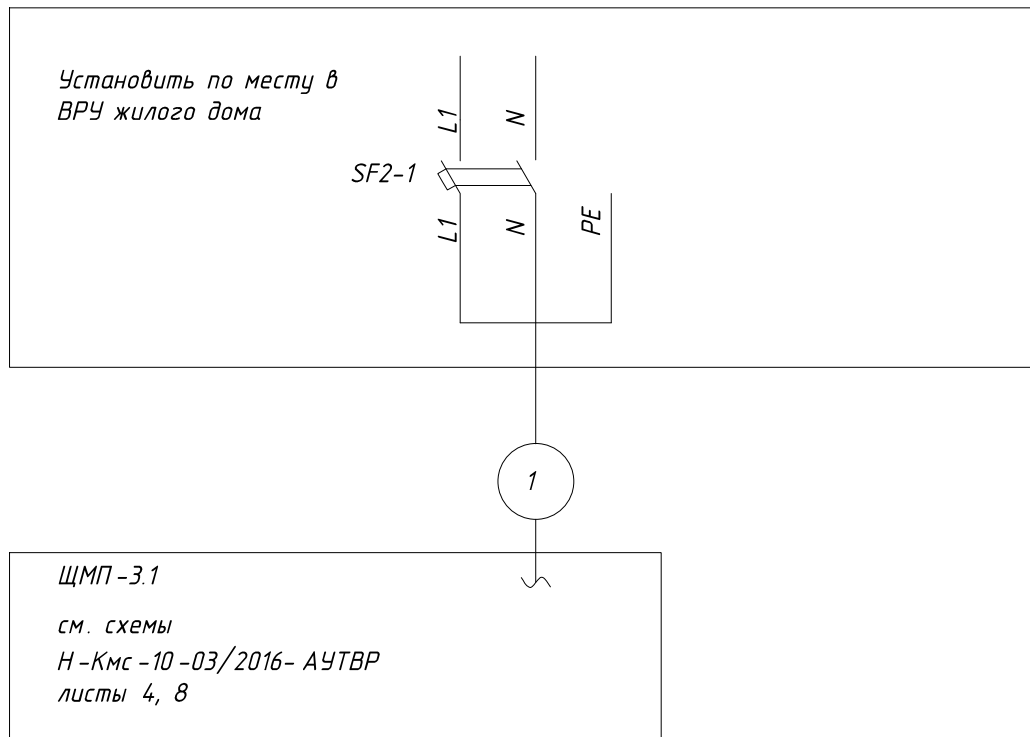 Установить по месту в
ВРУ жилого дома
L1
N
SF2-1
L1
N
PE
1
ЩМП-3.1
см. схемы
Н-Кмс-10-03/2016-АУТВР
листы 4, 8